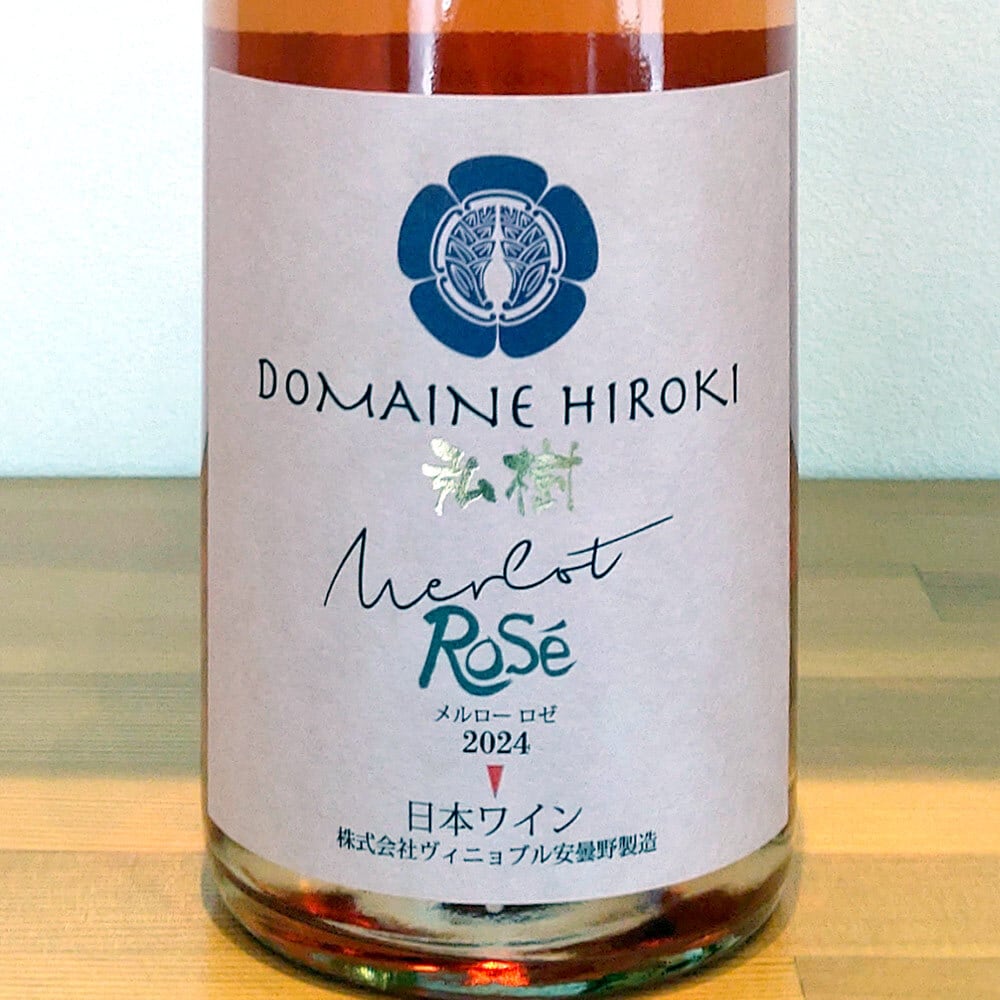 DOMAINE HIROKI
弘樹
Merlot
Rosé
メルロー ロゼ
2024
日本ワイン
株式会社ヴィニョブル安曇野製造